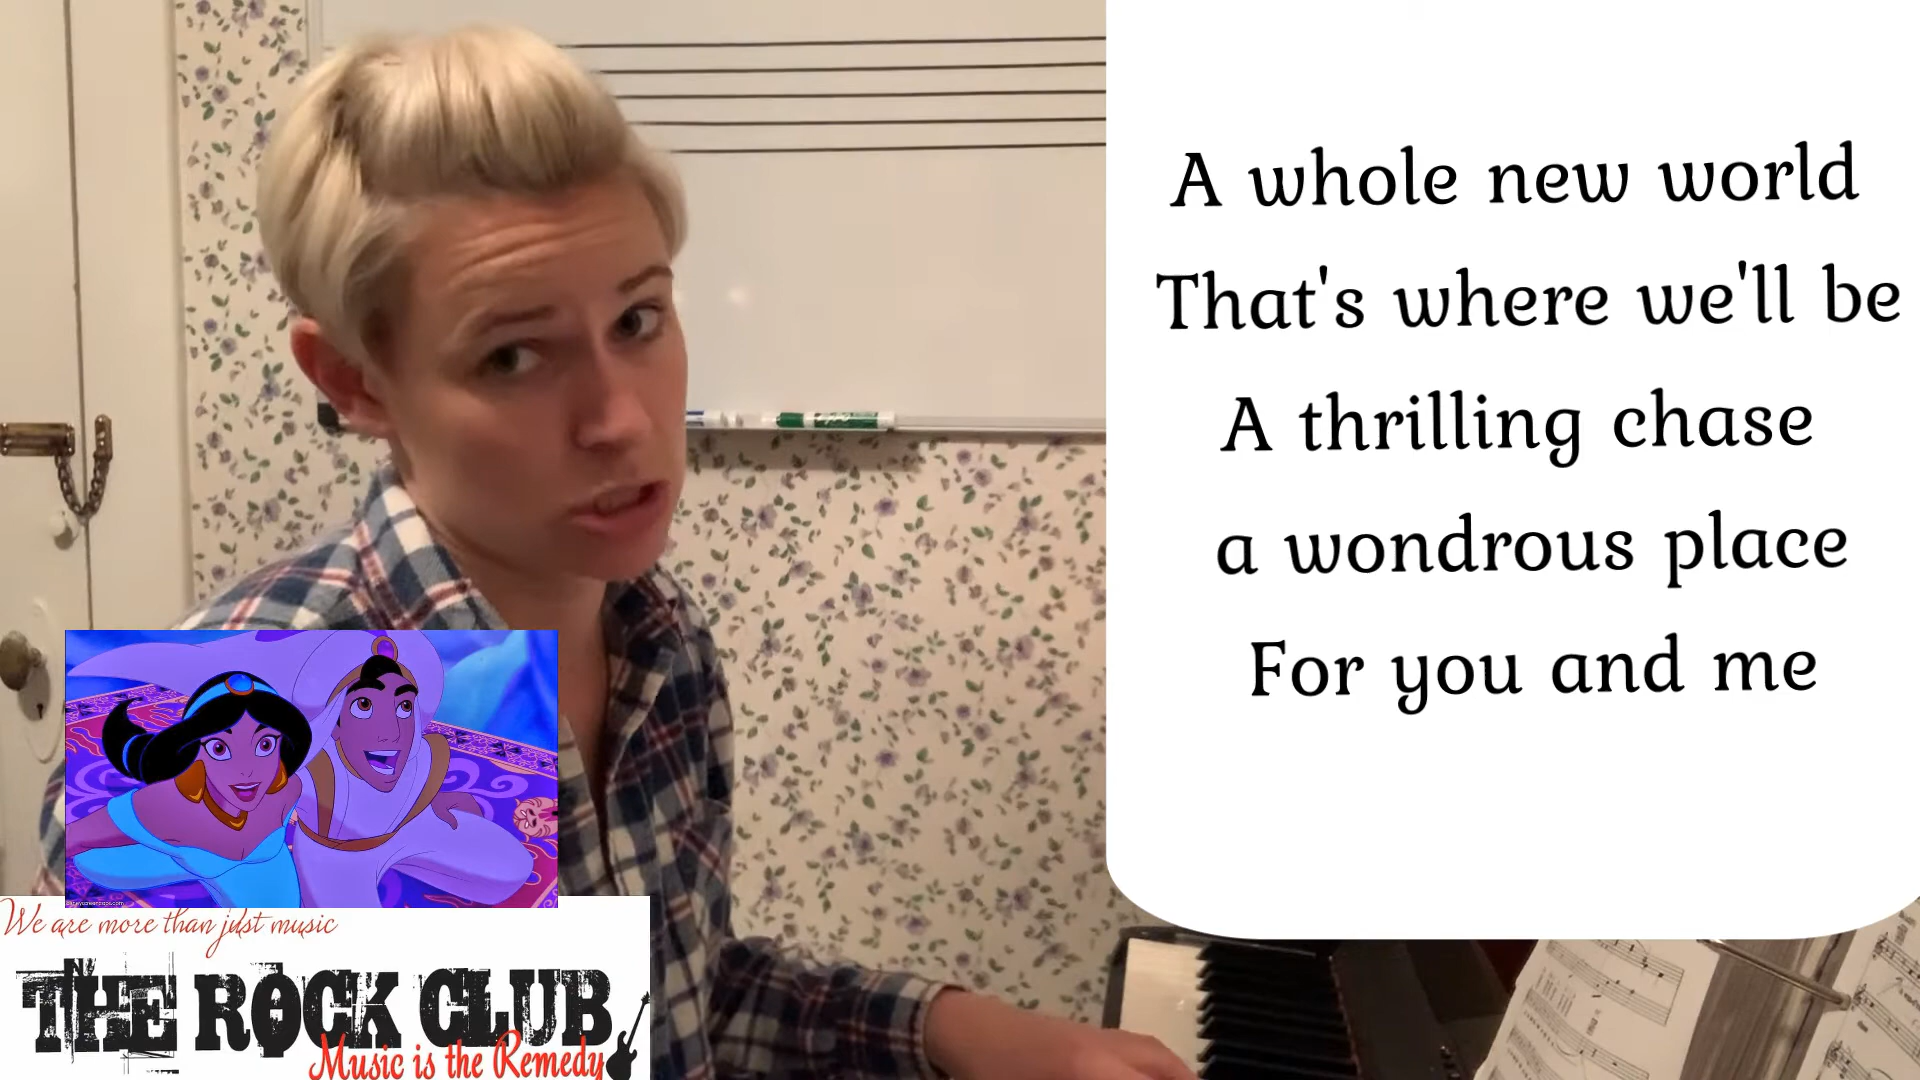 A whole new world
That's where we'll be
A thrilling chase
a wondrous place
For you and me
We are more than just music
THE ROCK CLUB
Music is the Remedy